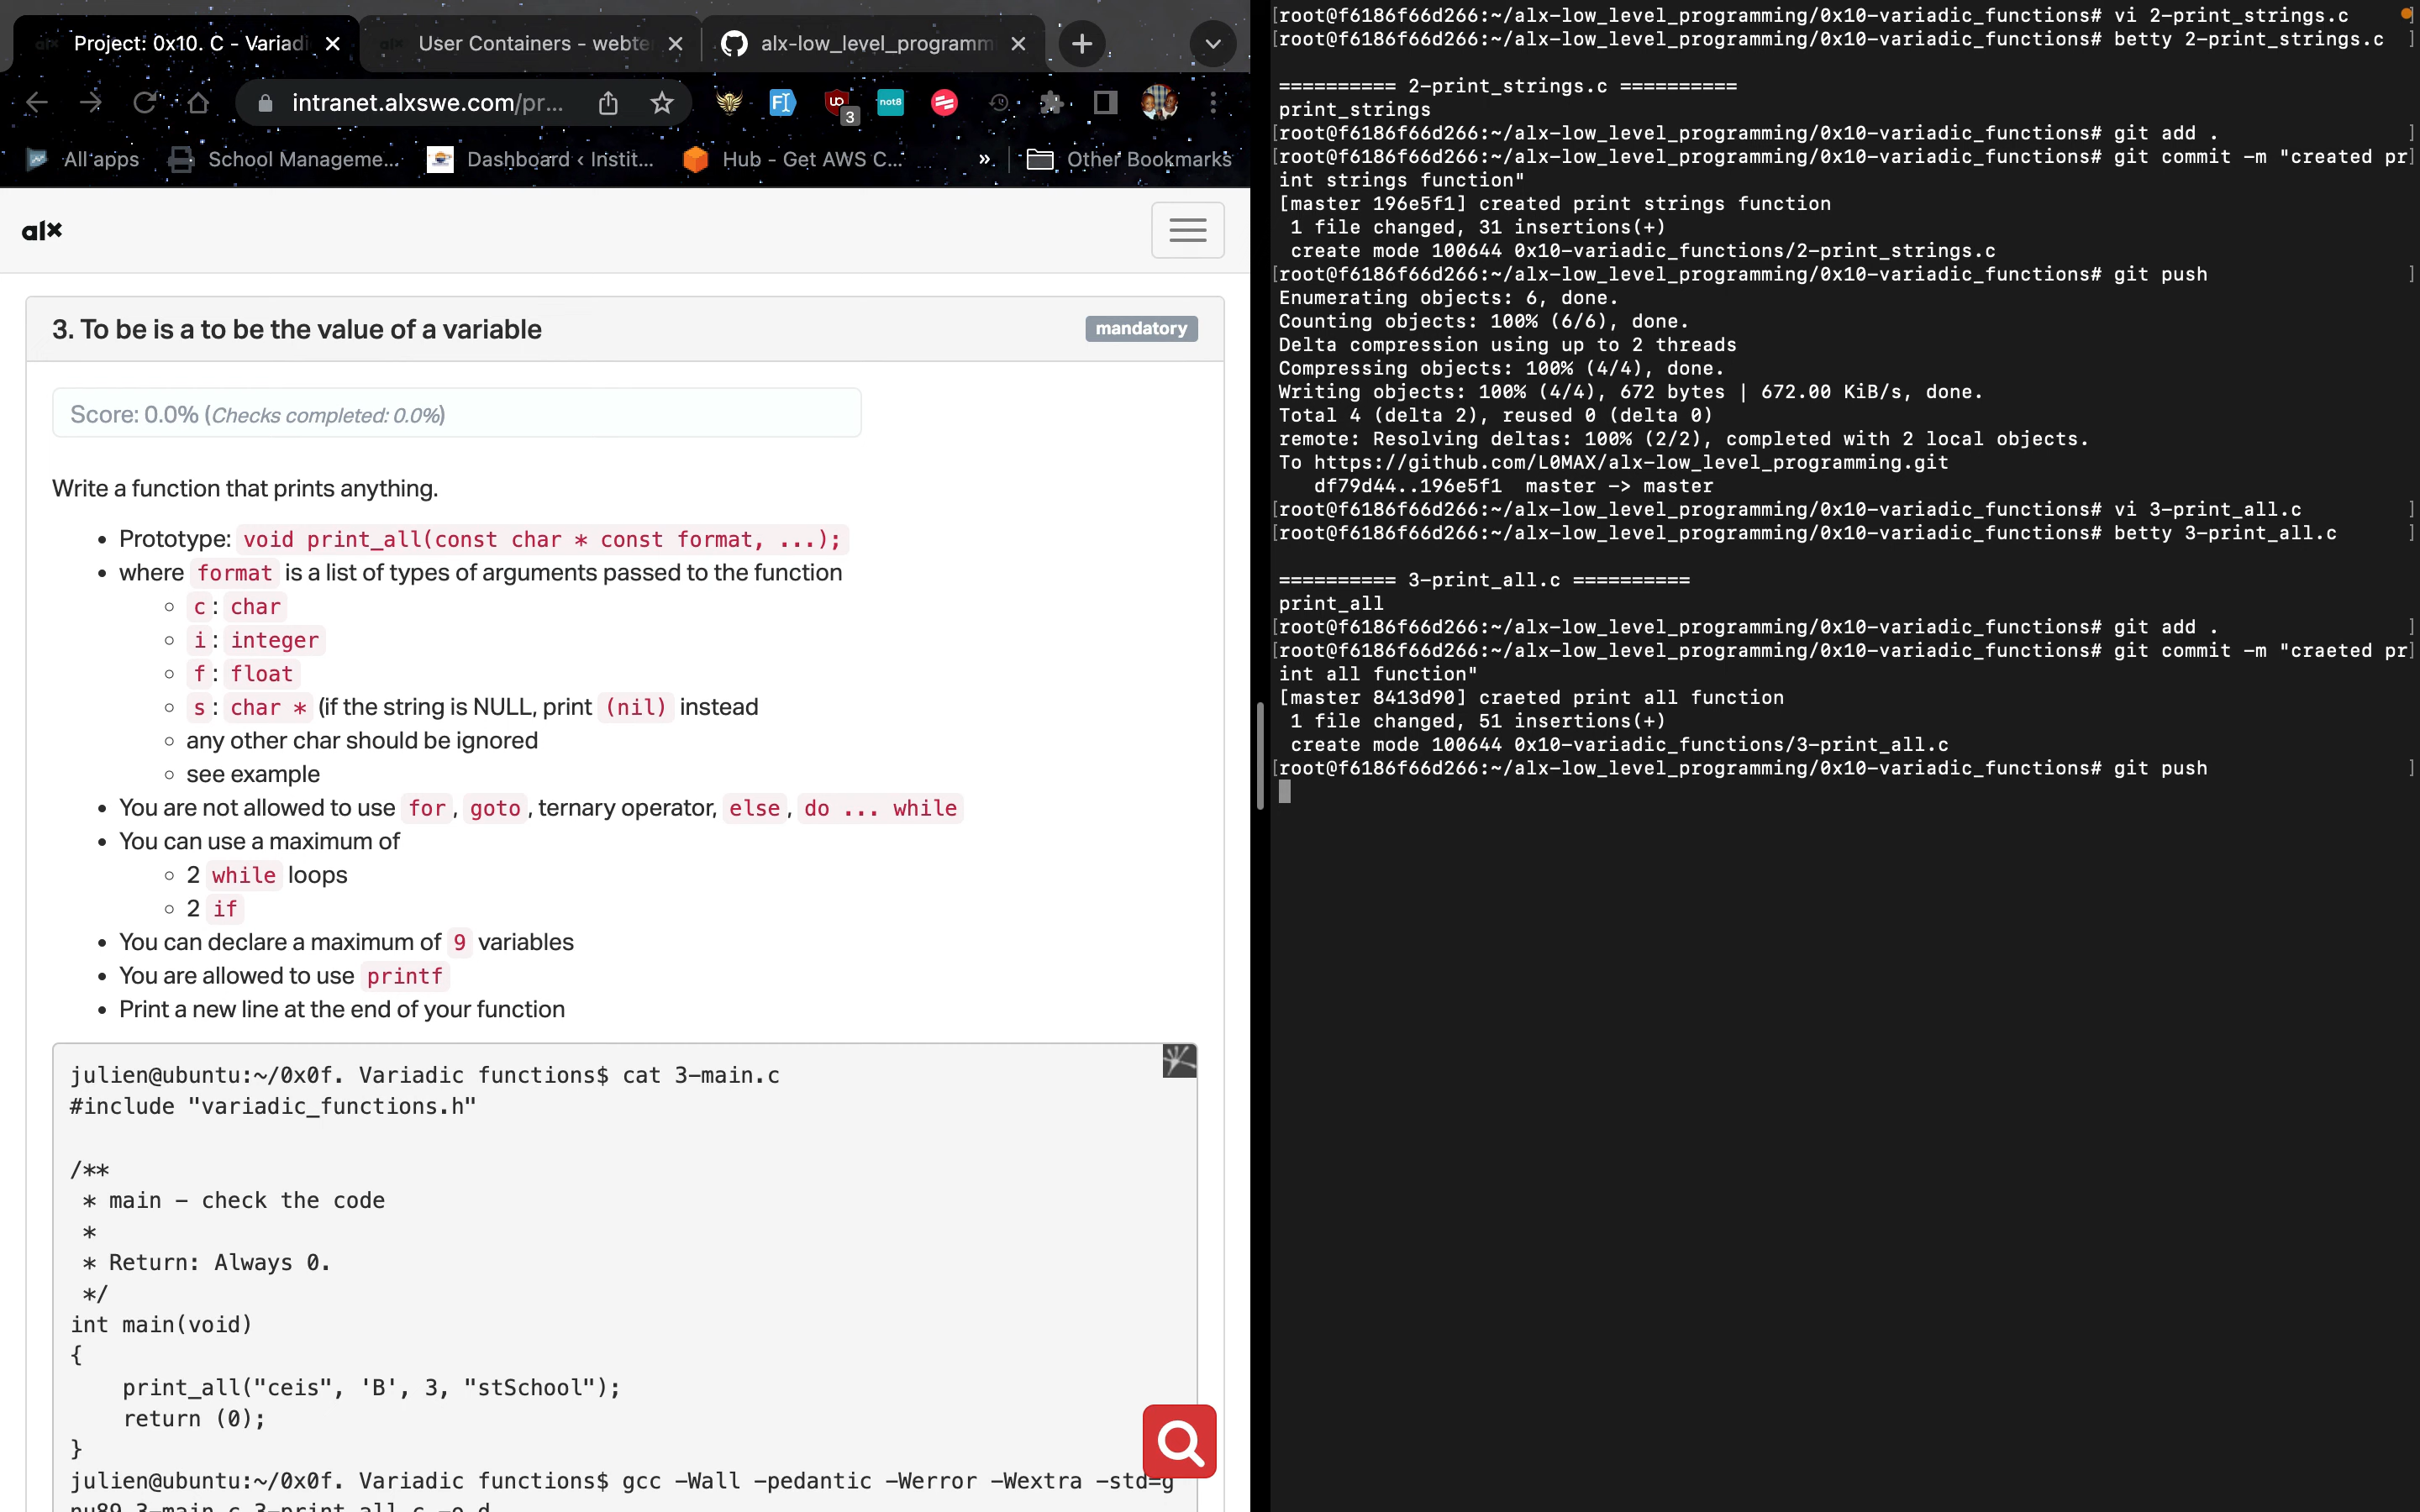 Project: 0x10. C - Variadi
User Containers - webte
alx-low_level_programm
intranet.alxswe.com/pr...
UD
3
not8
All apps
School Manageme...
Dashboard ‹ Instit...
Hub - Get AWS C...
»
Other Bookmarks
alx
3. To be is a to be the value of a variable
mandatory
Score: 0.0% (Checks completed: 0.0%)
Write a function that prints anything.
• Prototype: void print_all(const char * const format, ...);
• where format is a list of types of arguments passed to the function
◦ c: char
◦ i: integer
◦ f: float
◦ s: char * (if the string is NULL, print (nil) instead
◦ any other char should be ignored
◦ see example
• You are not allowed to use for, goto, ternary operator, else, do ... while
• You can use a maximum of
◦ 2 while loops
◦ 2 if
• You can declare a maximum of 9 variables
• You are allowed to use printf
• Print a new line at the end of your function
julien@ubuntu:~/0x0f. Variadic functions$ cat 3-main.c
#include "variadic_functions.h"
/**
* main - check the code
*
* Return: Always 0.
*/
int main(void)
{
print_all("ceis", 'B', 3, "stSchool");
return (0);
}
julien@ubuntu:~/0x0f. Variadic functions$ gcc -Wall -pedantic -Werror -Wextra -std=g
nu89 3-main.c 3-print_all.c -o d
[root@f6186f66d266:~/alx-low_level_programming/0x10-variadic_functions# vi 2-print_strings.c ]
[root@f6186f66d266:~/alx-low_level_programming/0x10-variadic_functions# betty 2-print_strings.c ]
========== 2-print_strings.c ==========
print_strings
[root@f6186f66d266:~/alx-low_level_programming/0x10-variadic_functions# git add . ]
[root@f6186f66d266:~/alx-low_level_programming/0x10-variadic_functions# git commit -m "created pr]
int strings function"
[master 196e5f1] created print strings function
1 file changed, 31 insertions(+)
create mode 100644 0x10-variadic_functions/2-print_strings.c
[root@f6186f66d266:~/alx-low_level_programming/0x10-variadic_functions# git push ]
Enumerating objects: 6, done.
Counting objects: 100% (6/6), done.
Delta compression using up to 2 threads
Compressing objects: 100% (4/4), done.
Writing objects: 100% (4/4), 672 bytes | 672.00 KiB/s, done.
Total 4 (delta 2), reused 0 (delta 0)
remote: Resolving deltas: 100% (2/2), completed with 2 local objects.
To https://github.com/L0MAX/alx-low_level_programming.git
df79d44..196e5f1  master -> master
[root@f6186f66d266:~/alx-low_level_programming/0x10-variadic_functions# vi 3-print_all.c ]
[root@f6186f66d266:~/alx-low_level_programming/0x10-variadic_functions# betty 3-print_all.c ]
========== 3-print_all.c ==========
print_all
[root@f6186f66d266:~/alx-low_level_programming/0x10-variadic_functions# git add . ]
[root@f6186f66d266:~/alx-low_level_programming/0x10-variadic_functions# git commit -m "craeted pr]
int all function"
[master 8413d90] craeted print all function
1 file changed, 51 insertions(+)
create mode 100644 0x10-variadic_functions/3-print_all.c
[root@f6186f66d266:~/alx-low_level_programming/0x10-variadic_functions# git push ]